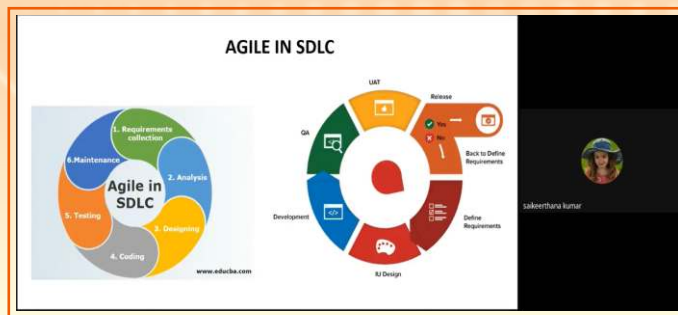 AGILE IN SDLC
1. Requirements
collection
2. Analysis
3. Designing
4. Coding
5. Testing
6.Maintenance
Agile in
SDLC
www.educba.com
UAT
Release
Yes
No
Back to Define
Requirements
Define
Requirements
IU Design
Development
QA
saikeerthana kumar